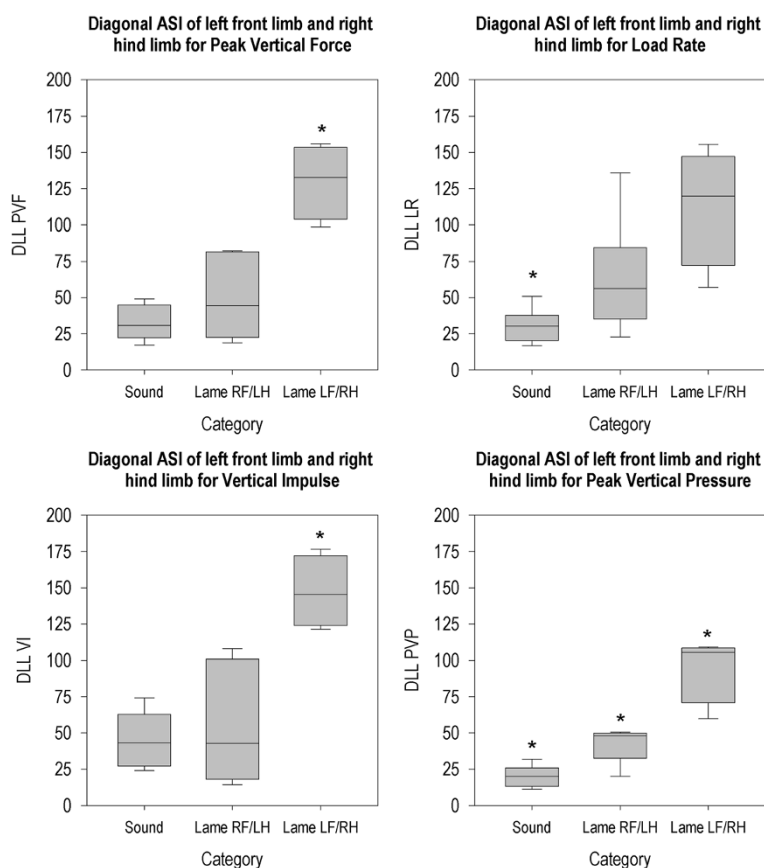 Diagonal ASI of left front limb and right
hind limb for Peak Vertical Force
200
175
150
125
100
75
50
25
0
DLL PVF
*
Sound Lame RF/LH Lame LF/RH
Category
Diagonal ASI of left front limb and right
hind limb for Load Rate
200
175
150
125
100
75
50
25
0
DLL LR
*
Sound Lame RF/LH Lame LF/RH
Category
Diagonal ASI of left front limb and right
hind limb for Vertical Impulse
200
175
150
125
100
75
50
25
0
DLL VI
*
Sound Lame RF/LH Lame LF/RH
Category
Diagonal ASI of left front limb and right
hind limb for Peak Vertical Pressure
200
175
150
125
100
75
50
25
0
DLL PVP
* * *
Sound Lame RF/LH Lame LF/RH
Category